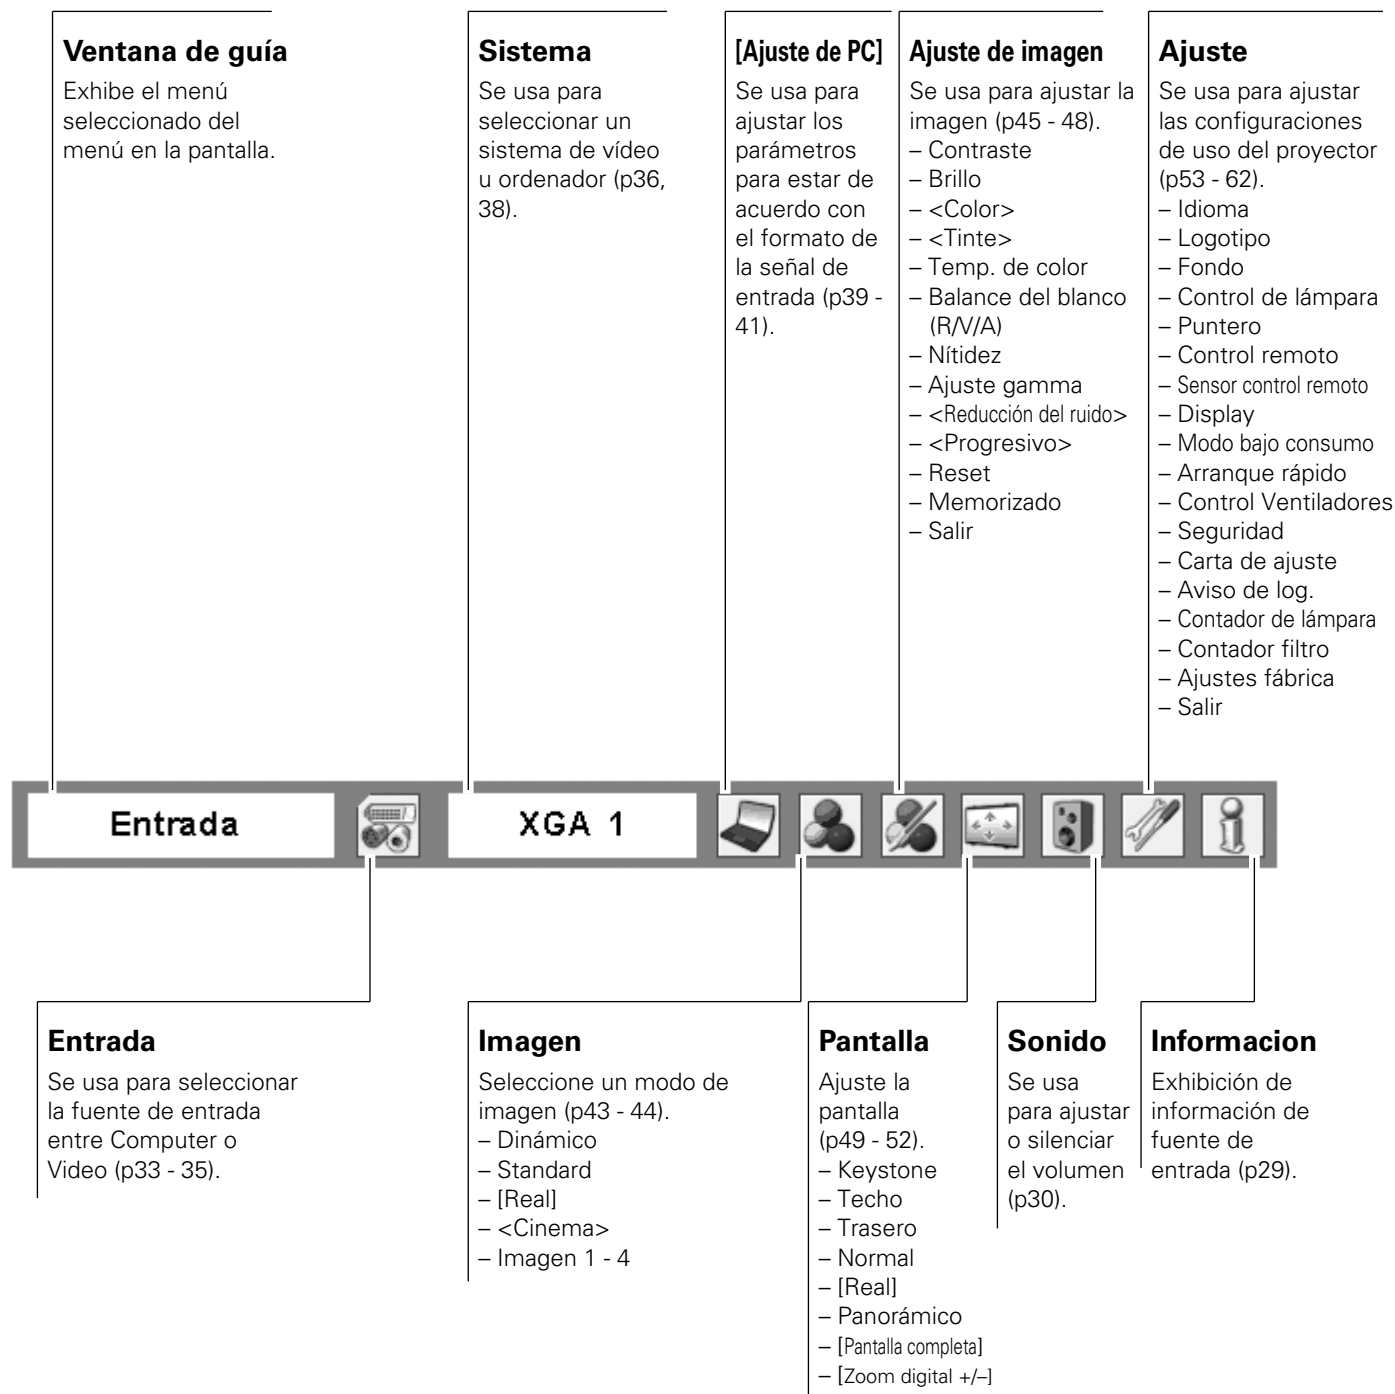 Ventana de guía
Exhibe el menú
seleccionado del
menú en la pantalla.
Sistema
Se usa para
seleccionar un
sistema de vídeo
u ordenador (p36,
38).
[Ajuste de PC]
Se usa para
ajustar los
parámetros
para estar de
acuerdo con
el formato de
la señal de
entrada (p39 -
41).
Ajuste de imagen
Se usa para ajustar la
imagen (p45 - 48).
– Contraste
– Brillo
– <Color>
– <Tinte>
– Temp. de color
– Balance del blanco
(R/V/A)
– Nítidez
– Ajuste gamma
– <Reducción del ruido>
– <Progresivo>
– Reset
– Memorizado
– Salir
Ajuste
Se usa para ajustar
las configuraciones
de uso del proyector
(p53 - 62).
– Idioma
– Logotipo
– Fondo
– Control de lámpara
– Puntero
– Control remoto
– Sensor control remoto
– Display
– Modo bajo consumo
– Arranque rápido
– Control Ventiladores
– Seguridad
– Carta de ajuste
– Aviso de log.
– Contador de lámpara
– Contador filtro
– Ajustes fábrica
– Salir
Entrada
XGA 1
Entrada
Se usa para seleccionar
la fuente de entrada
entre Computer o
Video (p33 - 35).
Imagen
Seleccione un modo de
imagen (p43 - 44).
– Dinámico
– Standard
– [Real]
– <Cinema>
– Imagen 1 - 4
Pantalla
Ajuste la
pantalla
(p49 - 52).
– Keystone
– Techo
– Trasero
– Normal
– [Real]
– Panorámico
– [Pantalla completa]
– [Zoom digital +/–]
Sonido
Se usa
para ajustar
o silenciar
el volumen
(p30).
Informacion
Exhibición de
información de
fuente de
entrada (p29).